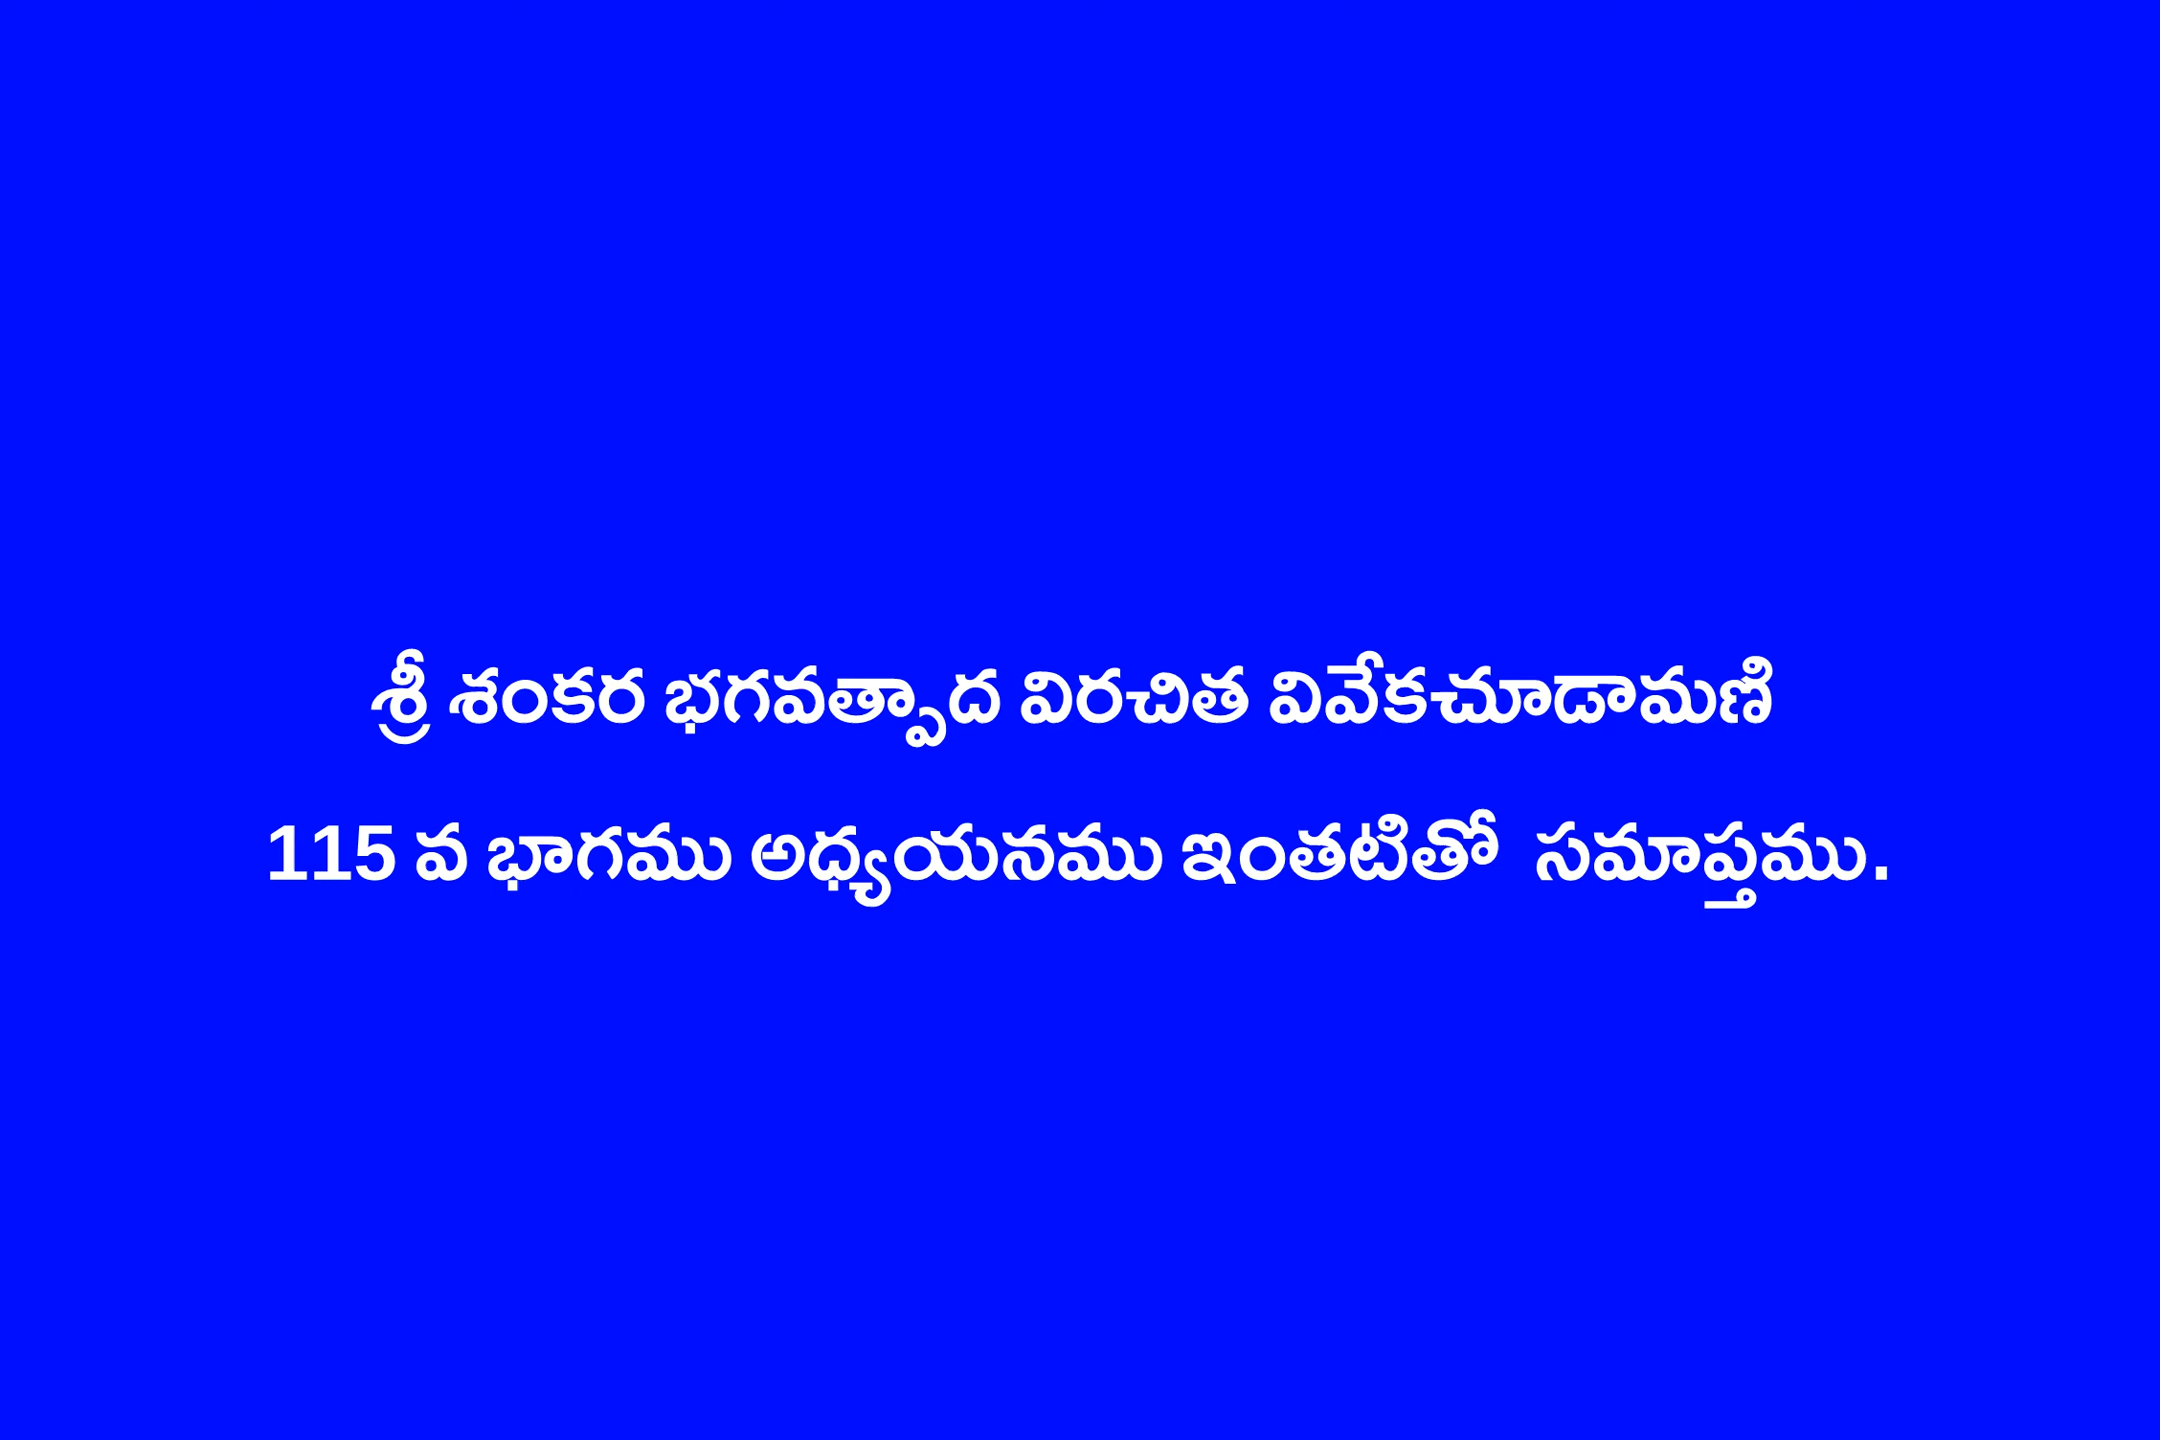 శ్రీ శంకర భగవత్పాద విరచిత వివేకచూడామణి
115 వ భాగము అధ్యయనము ఇంతటితో  సమాప్తము.